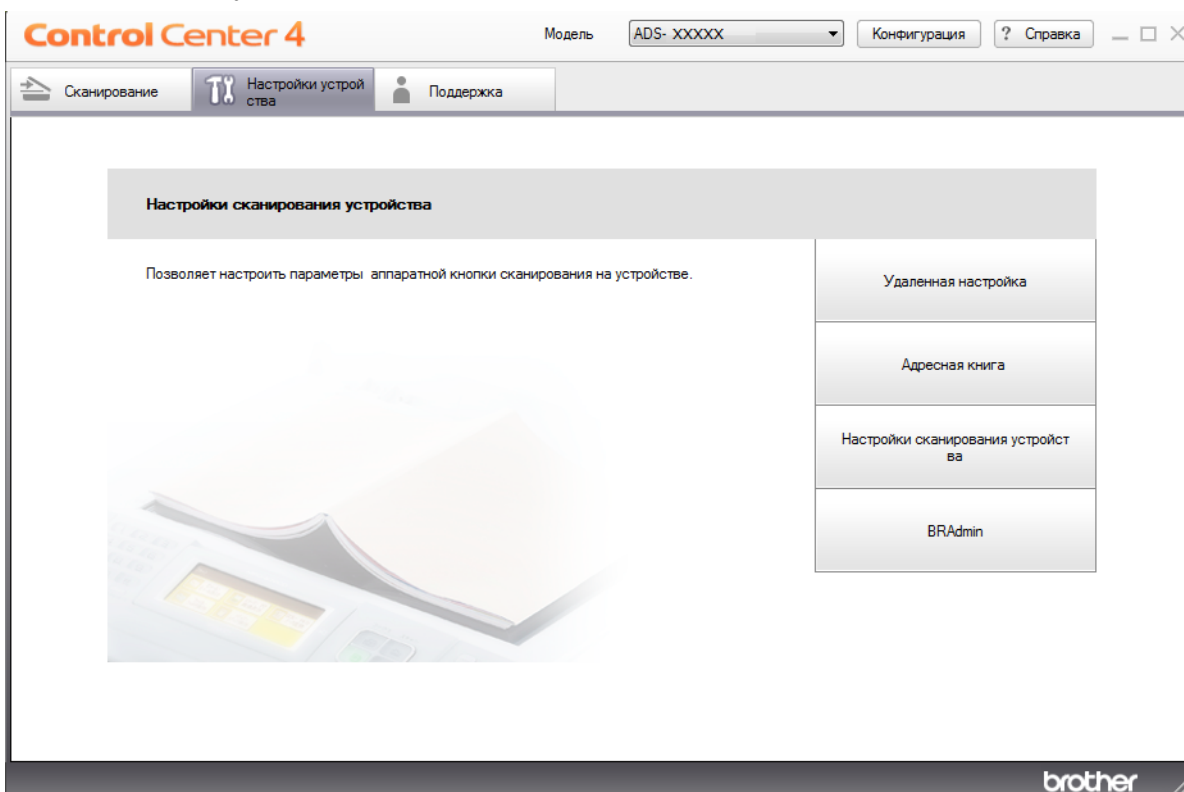 Control Center 4
Модель
ADS- XXXXX
Конфигурация
? Справка
Сканирование
Настройки устрой
ства
Поддержка
Настройки сканирования устройства
Позволяет настроить параметры аппаратной кнопки сканирования на устройстве.
Удаленная настройка
Адресная книга
Настройки сканирования устройст
ва
BRAdmin
brother